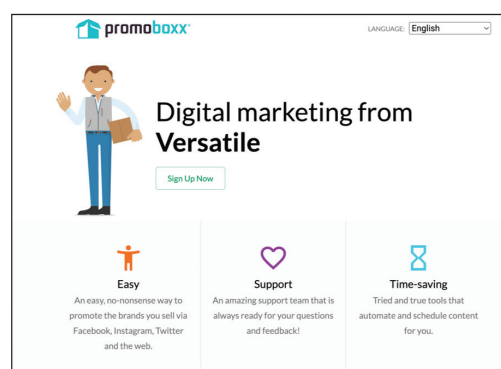 promoboxx
LANGUAGE: English
Digital marketing from
Versatile
Sign Up Now
Easy
An easy, no-nonsense way to
promote the brands you sell via
Facebook, Instagram, Twitter
and the web.
Support
An amazing support team that is
always ready for your questions
and feedback!
Time-saving
Tried and true tools that
automate and schedule content
for you.